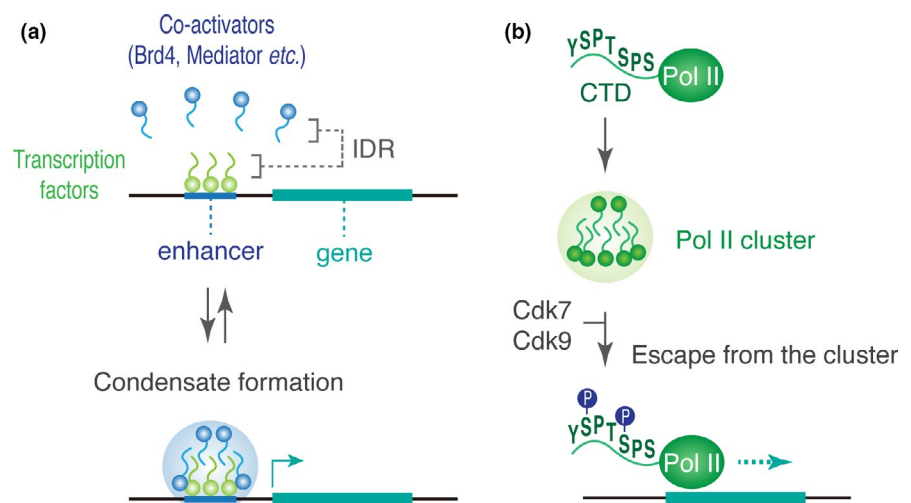 (a)
Co-activators
(Brd4, Mediator etc.)
IDR
Transcription
factors
enhancer
gene
Condensate formation
(b)
YSPTSPS
Pol II
CTD
Pol II cluster
Cdk7
Cdk9
Escape from the cluster
P
P
YSPTSPS
Pol II